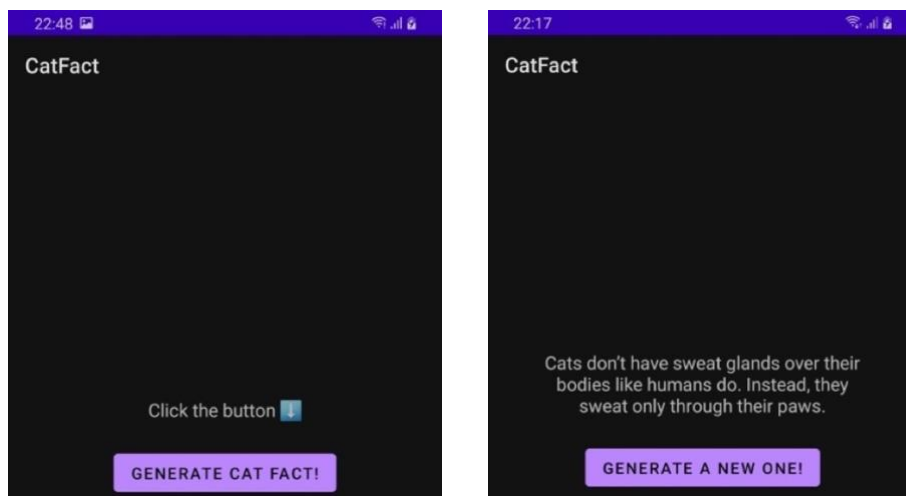 22:48
CatFact
Click the button ⬇️
GENERATE CAT FACT!
22:17
CatFact
Cats don't have sweat glands over their
bodies like humans do. Instead, they
sweat only through their paws.
GENERATE A NEW ONE!